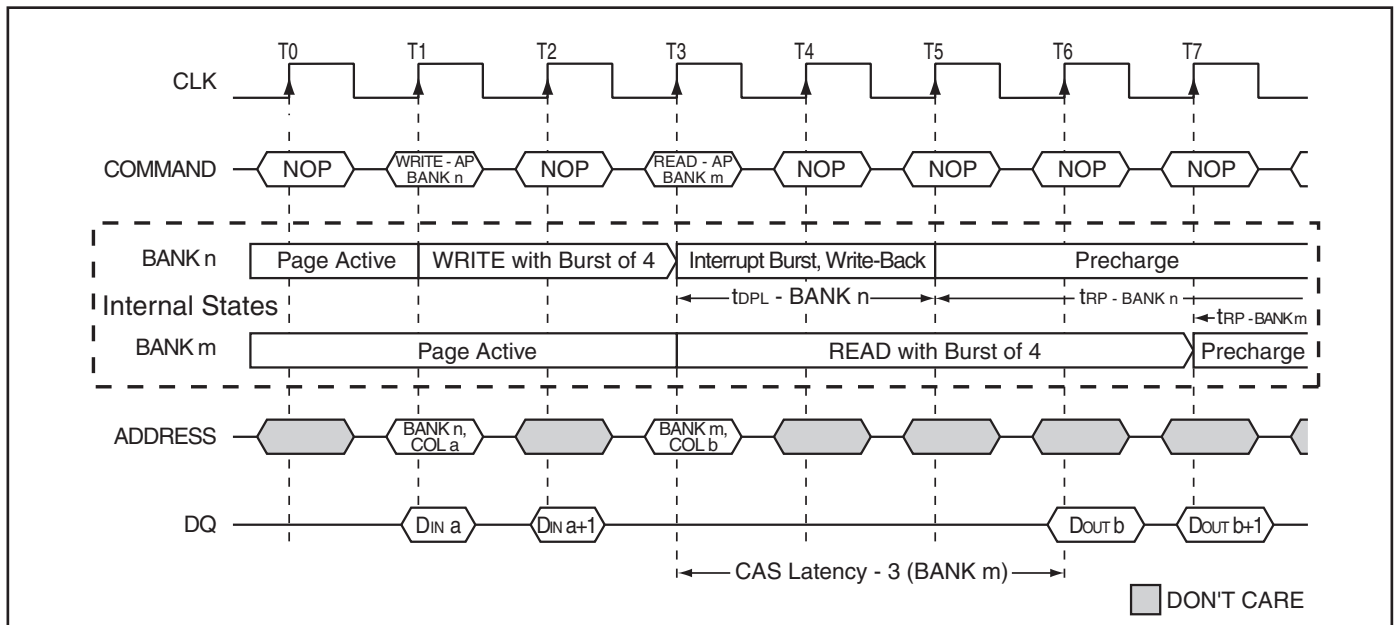 T0 T1 T2 T3 T4 T5 T6 T7
CLK
COMMAND NOP WRITE - AP BANK n NOP READ - AP BANK m NOP NOP NOP NOP
BANK n Page Active WRITE with Burst of 4 Interrupt Burst, Write-Back Precharge
tDPL - BANK n tRP - BANK n
Internal States
tRP - BANK m
BANK m Page Active READ with Burst of 4 Precharge
ADDRESS BANK n, COL a BANK m, COL b
DQ DIN a DIN a+1 DOUT b DOUT b+1
CAS Latency - 3 (BANK m)
DON'T CARE